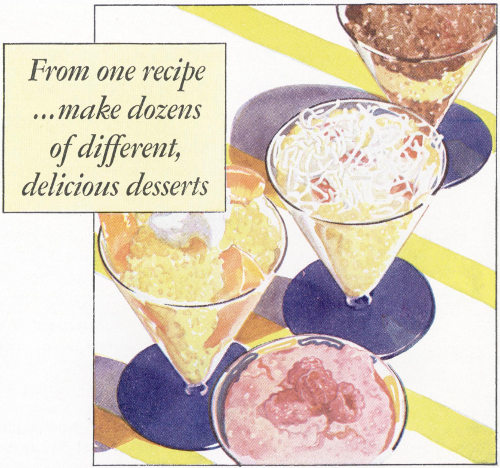 From one recipe
...make dozens
of different,
delicious desserts